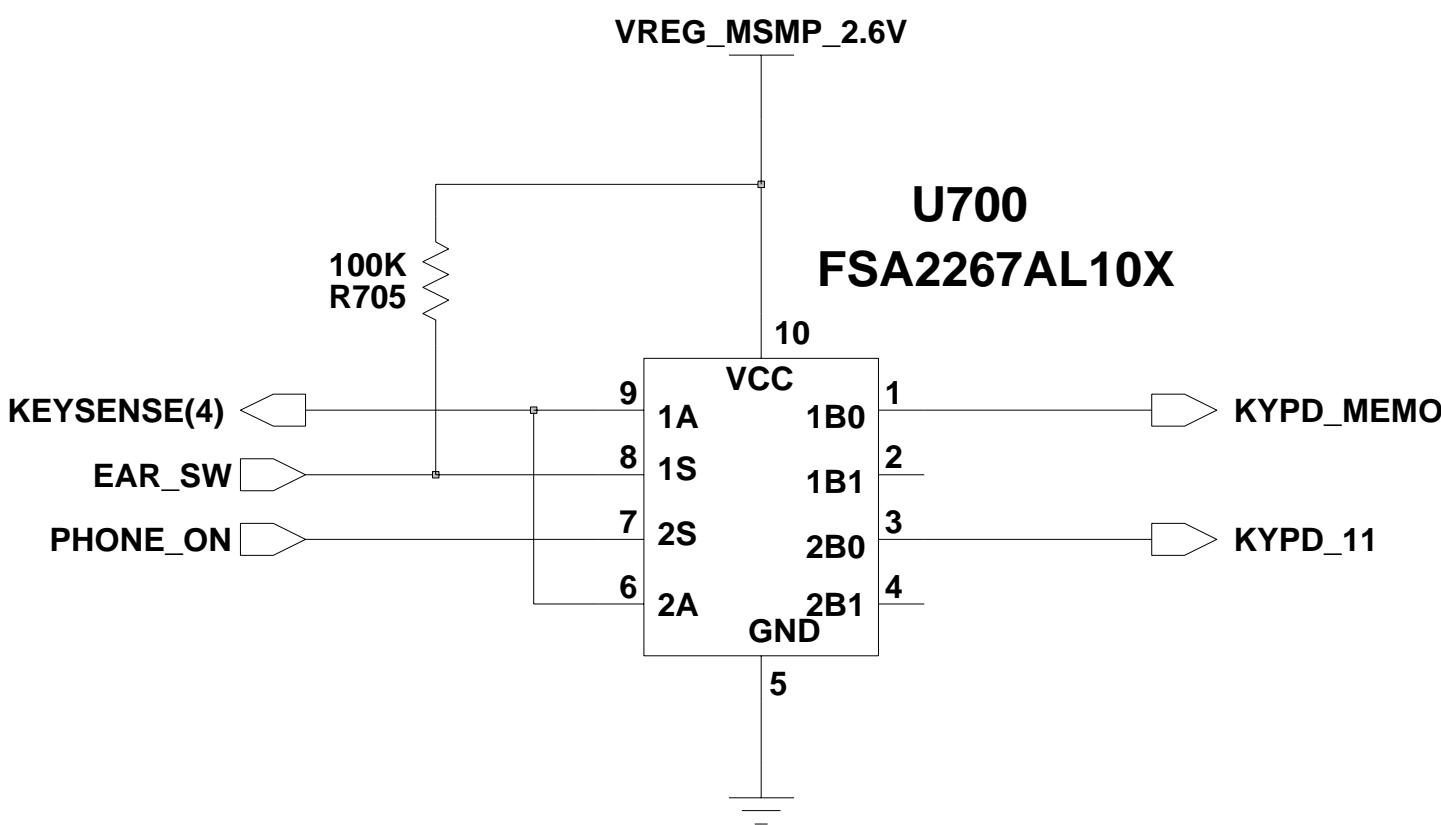 VREG_MSMP_2.6V
U700
FSA2267AL10X
100K
R705
10
VCC
KEYSENSE(4)
9
1A
1B0
1
KYPD_MEMO
EAR_SW
8
1S
1B1
2
PHONE_ON
7
2S
2B0
3
KYPD_11
6
2A
2B1
4
GND
5